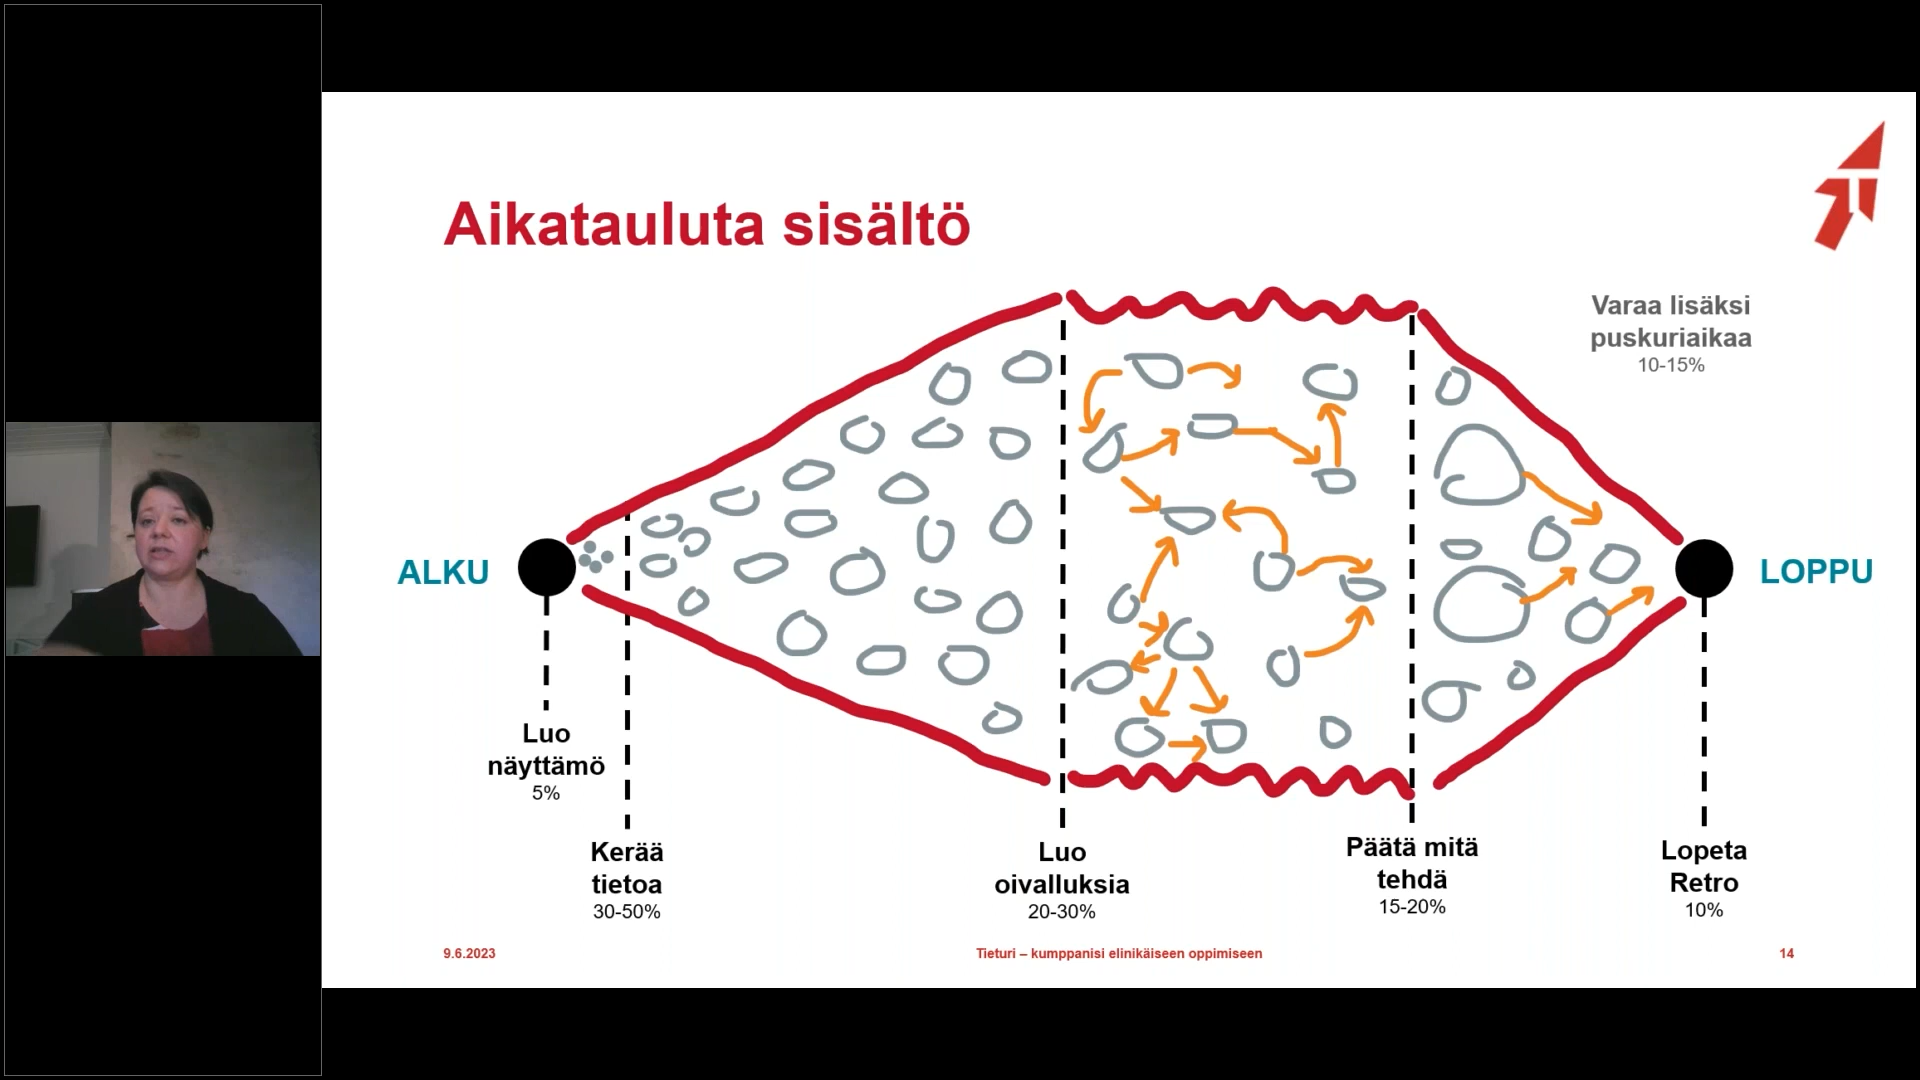 Aikatauluta sisältö
Varaa lisäksi
puskuriaikaa
10-15%
ALKU
LOPPU
Luo
näyttämö
5%
Kerää
tietoa
30-50%
Luo
oivalluksia
20-30%
Päätä mitä
tehdä
15-20%
Lopeta
Retro
10%
9.6.2023
Tieturi – kumppanisi elinikäiseen oppimiseen
14